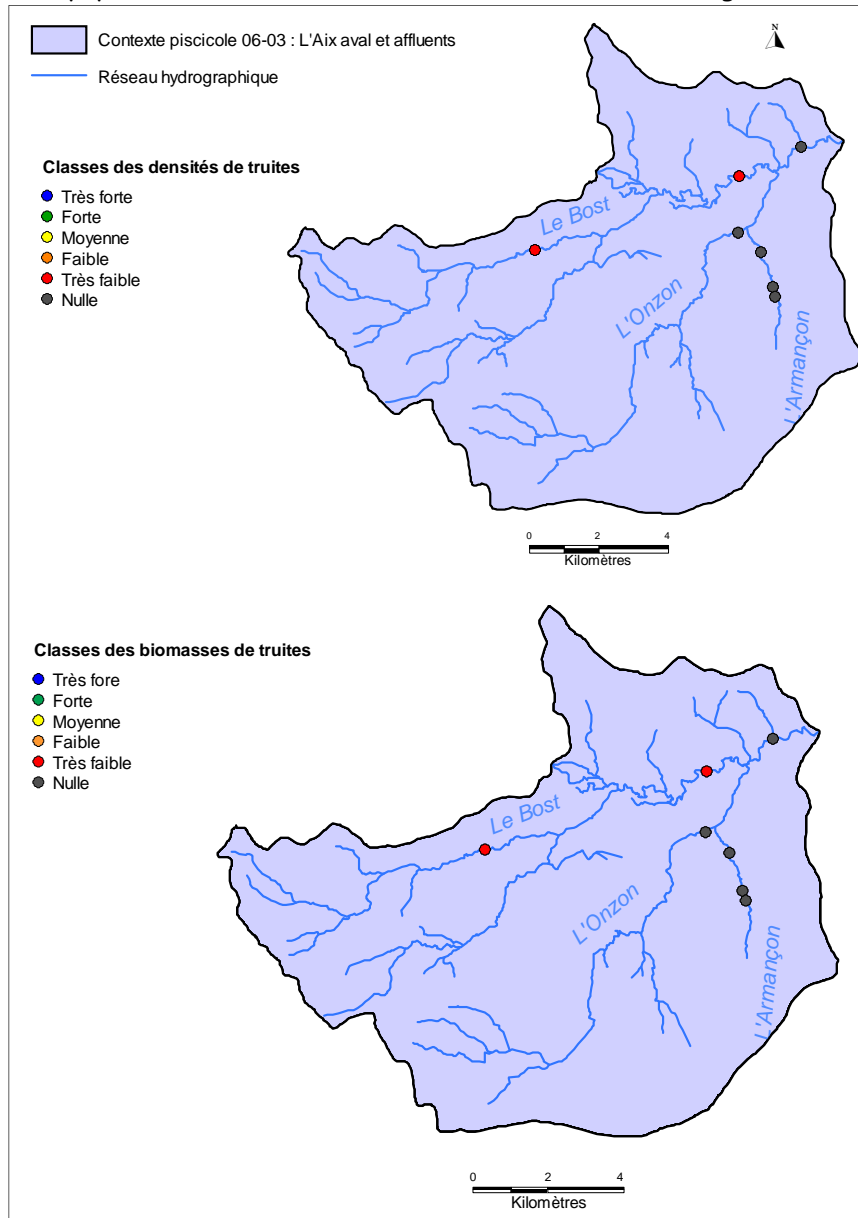 Contexte piscicole 06-03 : L'Aix aval et affluents
N
Réseau hydrographique
Classes des densités de truites
Très forte
Forte
Moyenne
Faible
Très faible
Nulle
Le Bost
L'Onzon
L'Armançon
0 2 4
Kilomètres
Classes des biomasses de truites
Très fore
Forte
Moyenne
Faible
Très faible
Nulle
Le Bost
L'Onzon
L'Armançon
0 2 4
Kilomètres